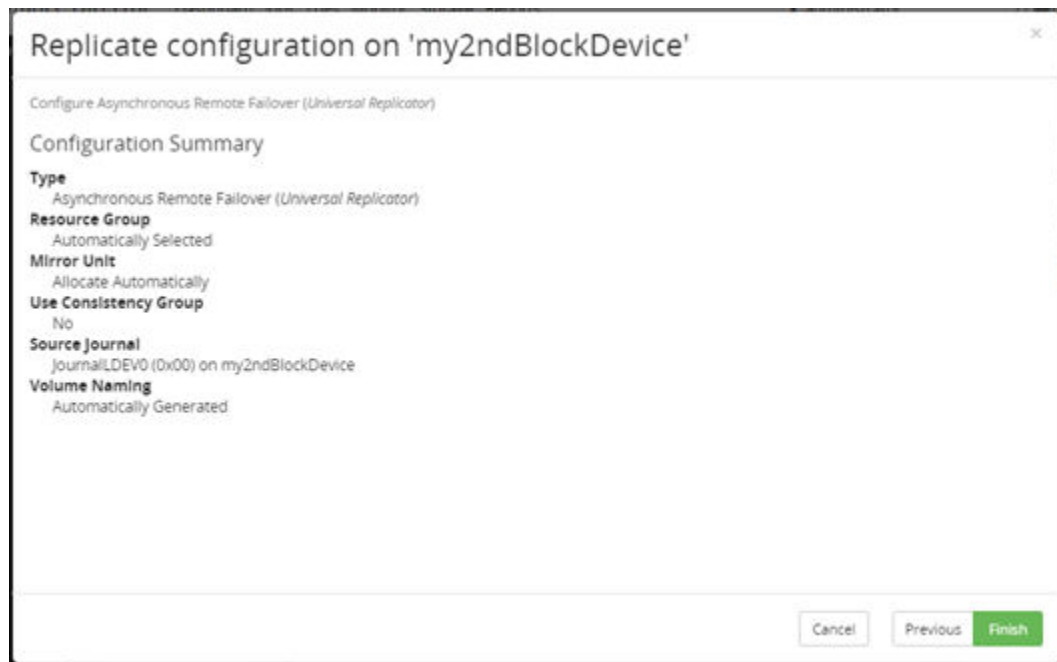 Replicate configuration on 'my2ndBlockDevice'
×
Configure Asynchronous Remote Failover (Universal Replicator)
Configuration Summary
Type
Asynchronous Remote Failover (Universal Replicator)
Resource Group
Automatically Selected
Mirror Unit
Allocate Automatically
Use Consistency Group
No
Source Journal
JournalLDEV0 (0x00) on my2ndBlockDevice
Volume Naming
Automatically Generated
Cancel
Previous
Finish